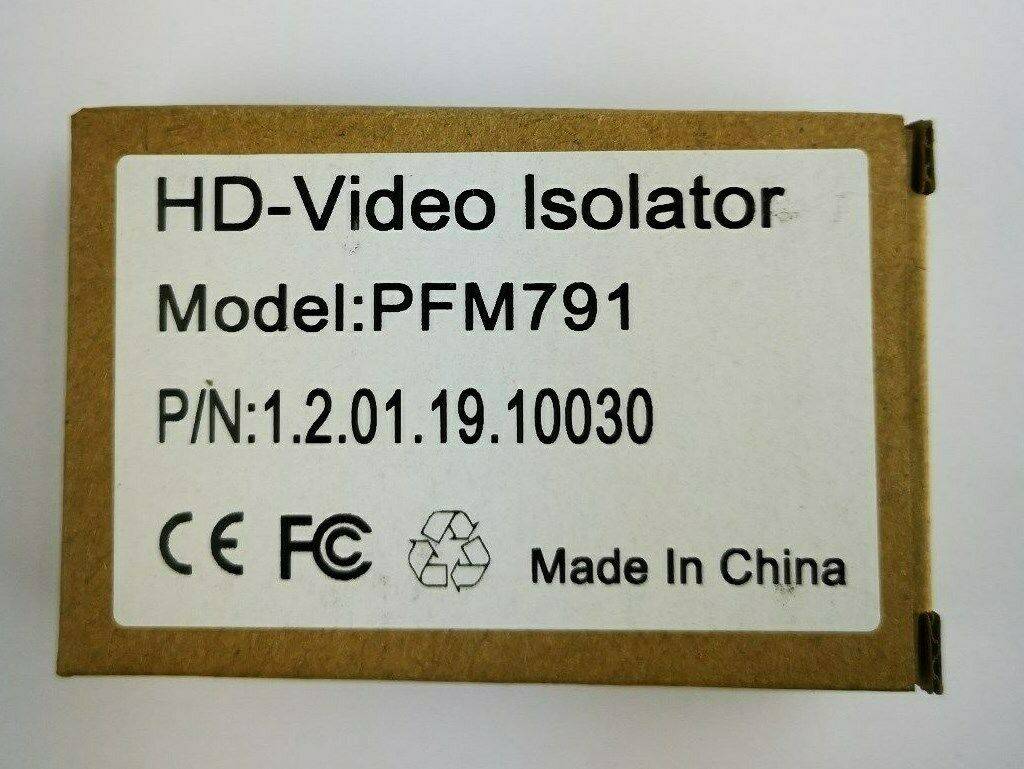 HD-Video Isolator
Model:PFM791
P/N:1.2.01.19.10030
CE FC Made In China